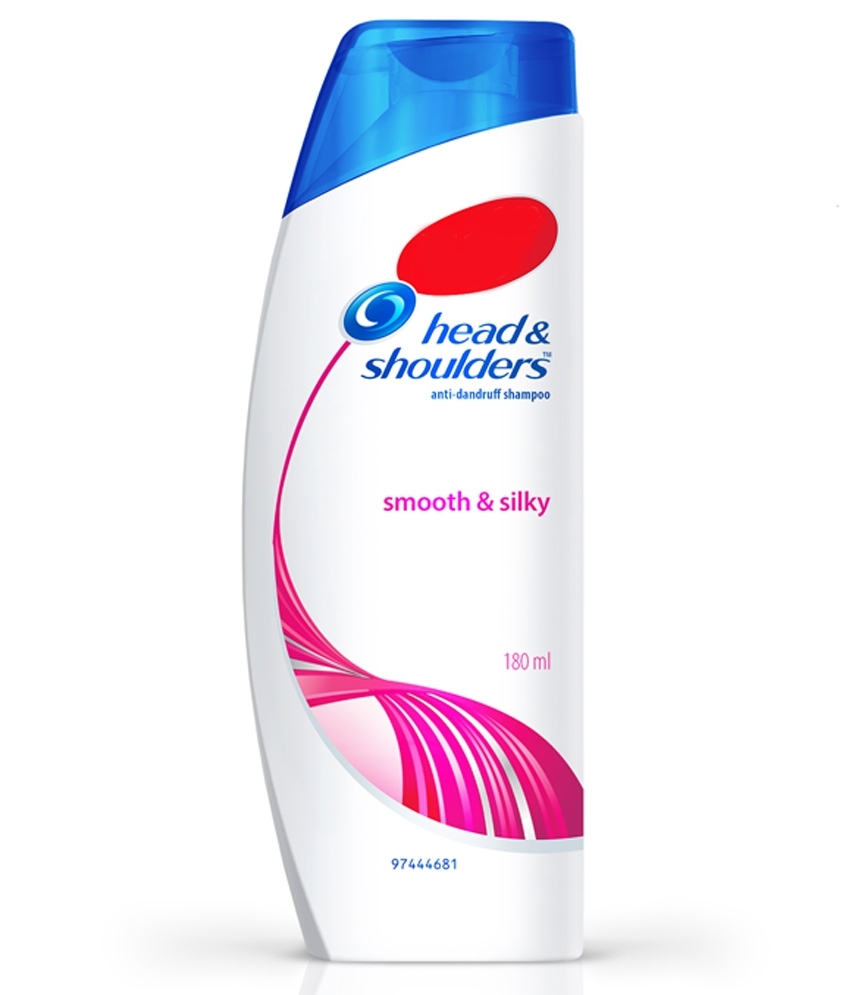 head &
shoulders™
anti-dandruff shampoo
smooth & silky
180 ml
97444681